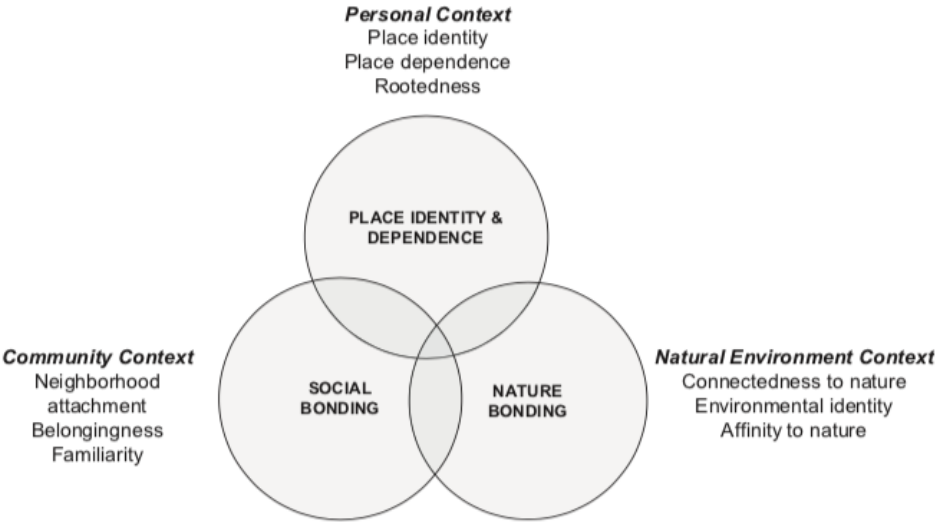 Personal Context
Place identity
Place dependence
Rootedness
PLACE IDENTITY &
DEPENDENCE
Community Context
Neighborhood
attachment
Belongingness
Familiarity
SOCIAL
BONDING
NATURE
BONDING
Natural Environment Context
Connectedness to nature
Environmental identity
Affinity to nature